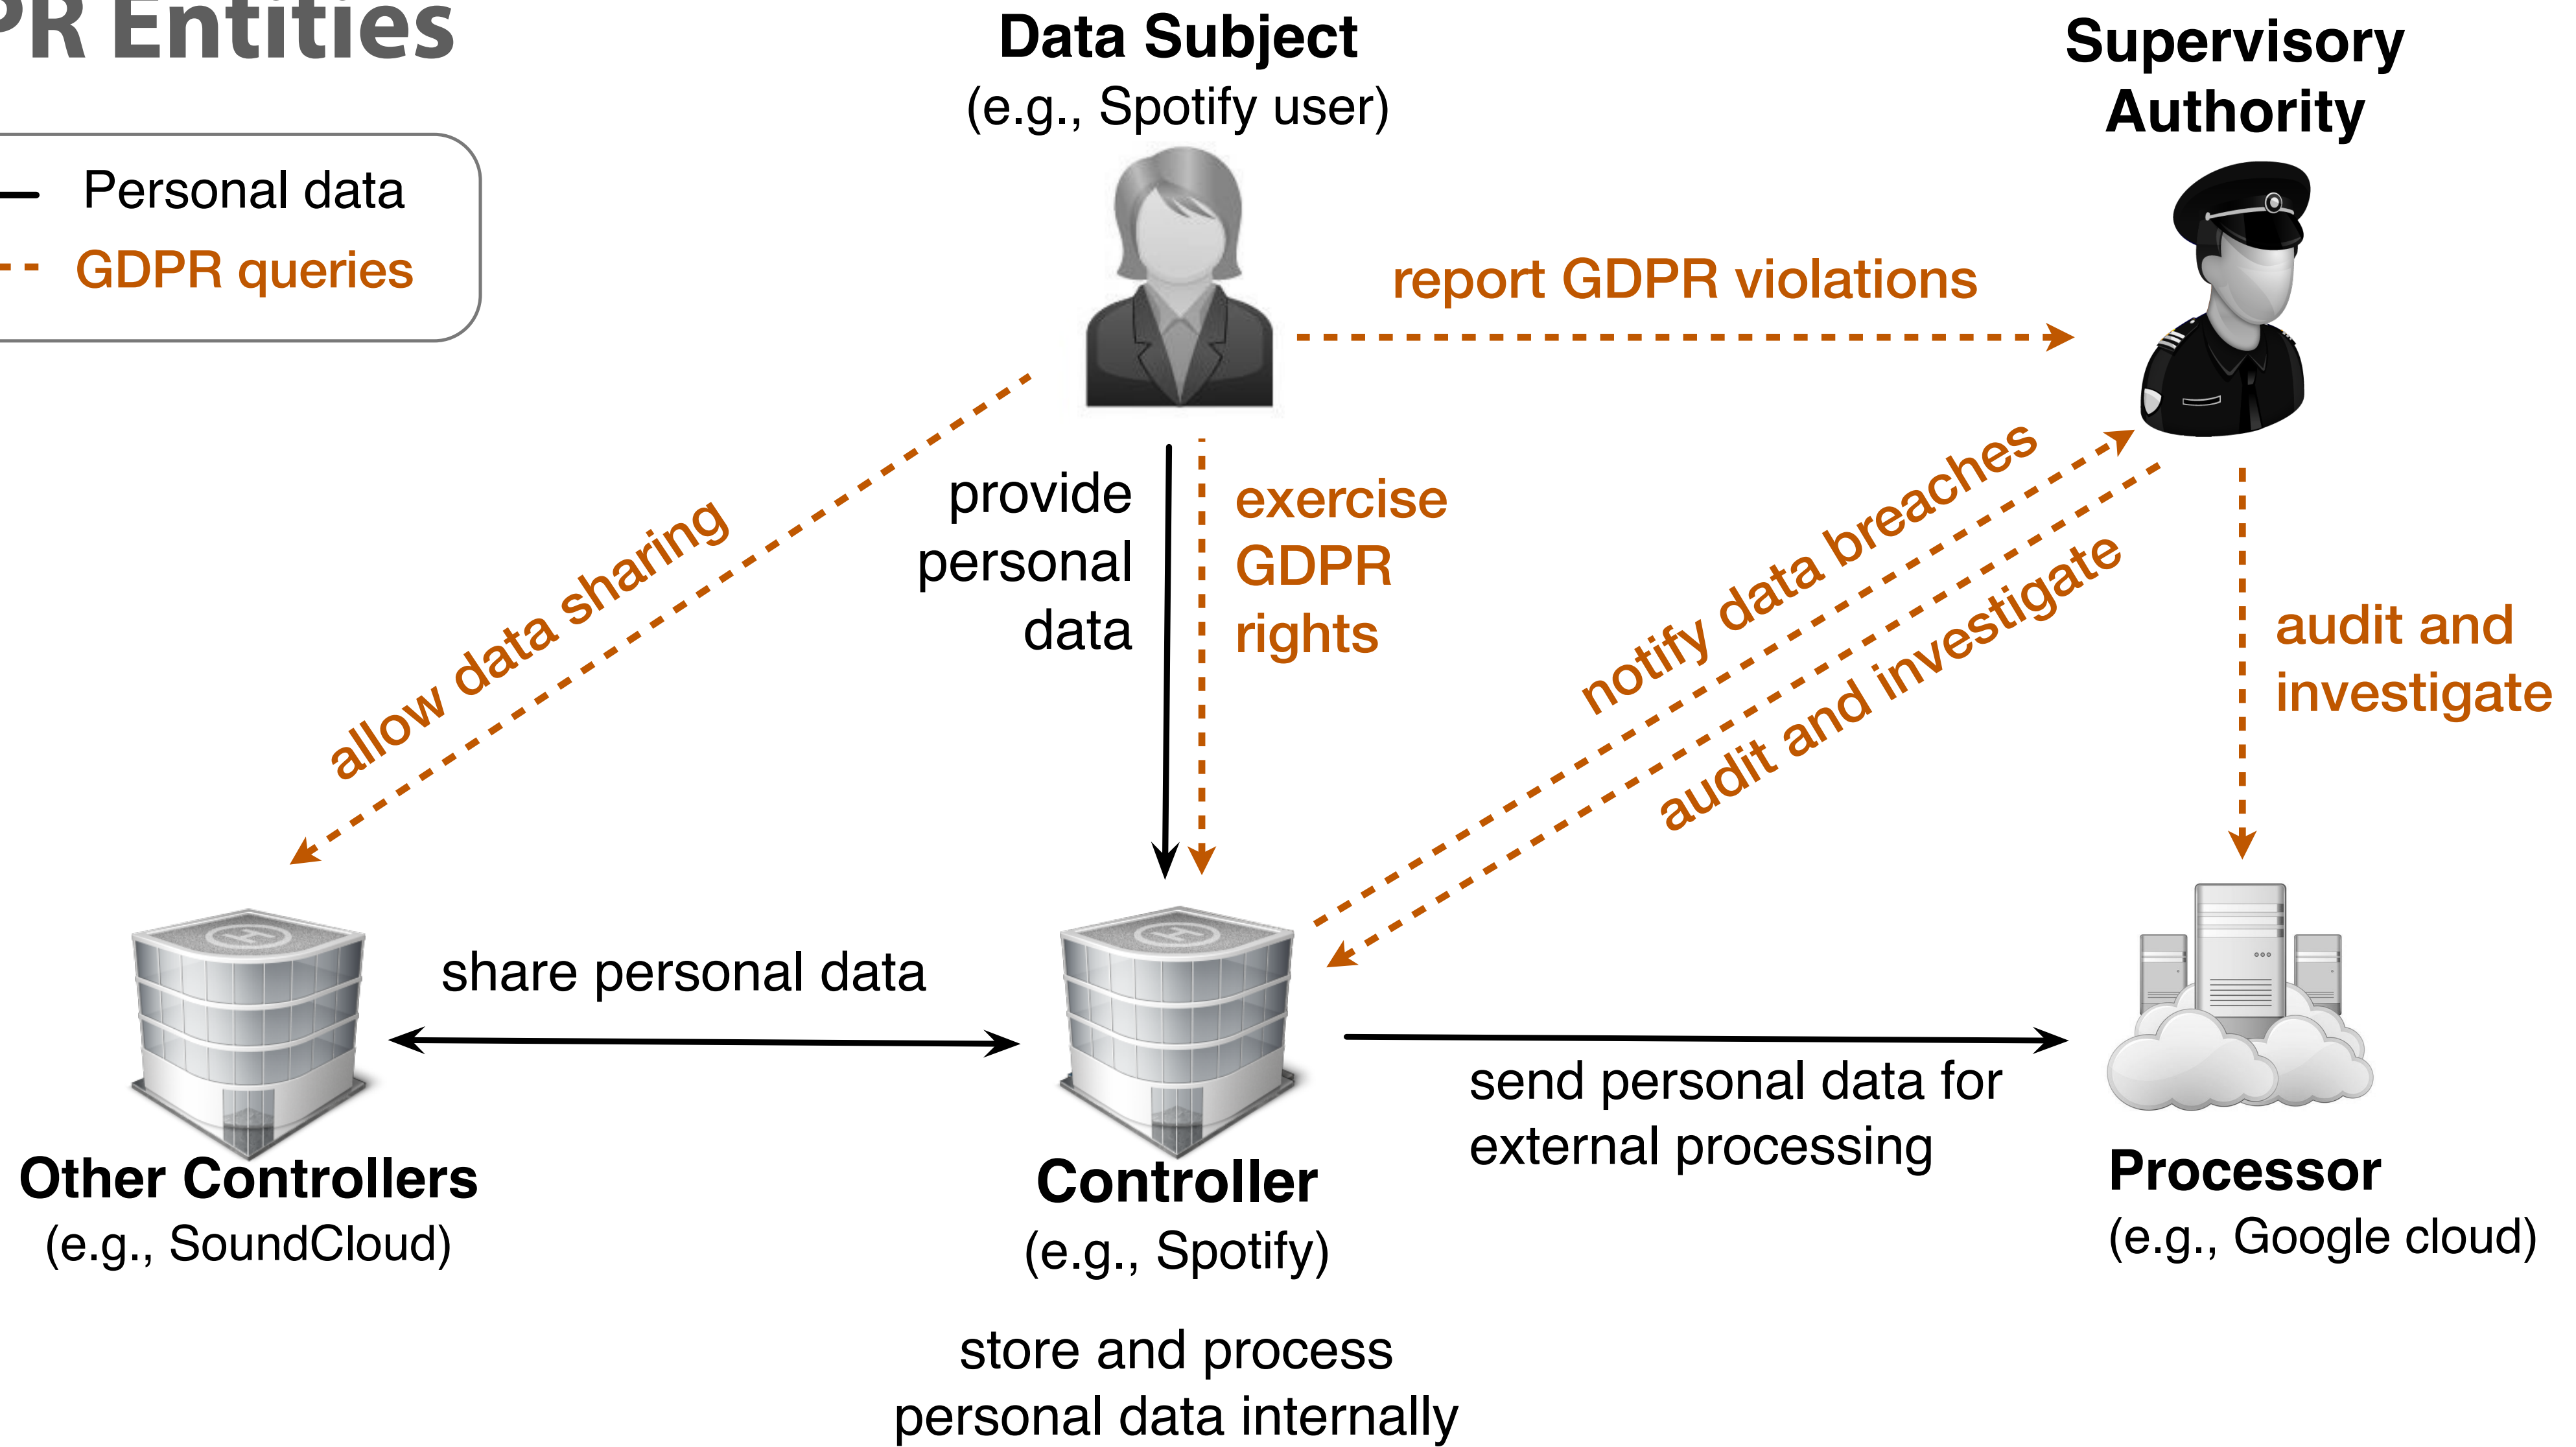 PR Entities
Personal data
GDPR queries
Data Subject
(e.g., Spotify user)
Supervisory
Authority
report GDPR violations
allow data sharing
provide
personal
data
exercise
GDPR
rights
notify data breaches
audit and investigate
audit and
investigate
share personal data
send personal data for
external processing
Other Controllers
(e.g., SoundCloud)
Controller
(e.g., Spotify)
Processor
(e.g., Google cloud)
store and process
personal data internally